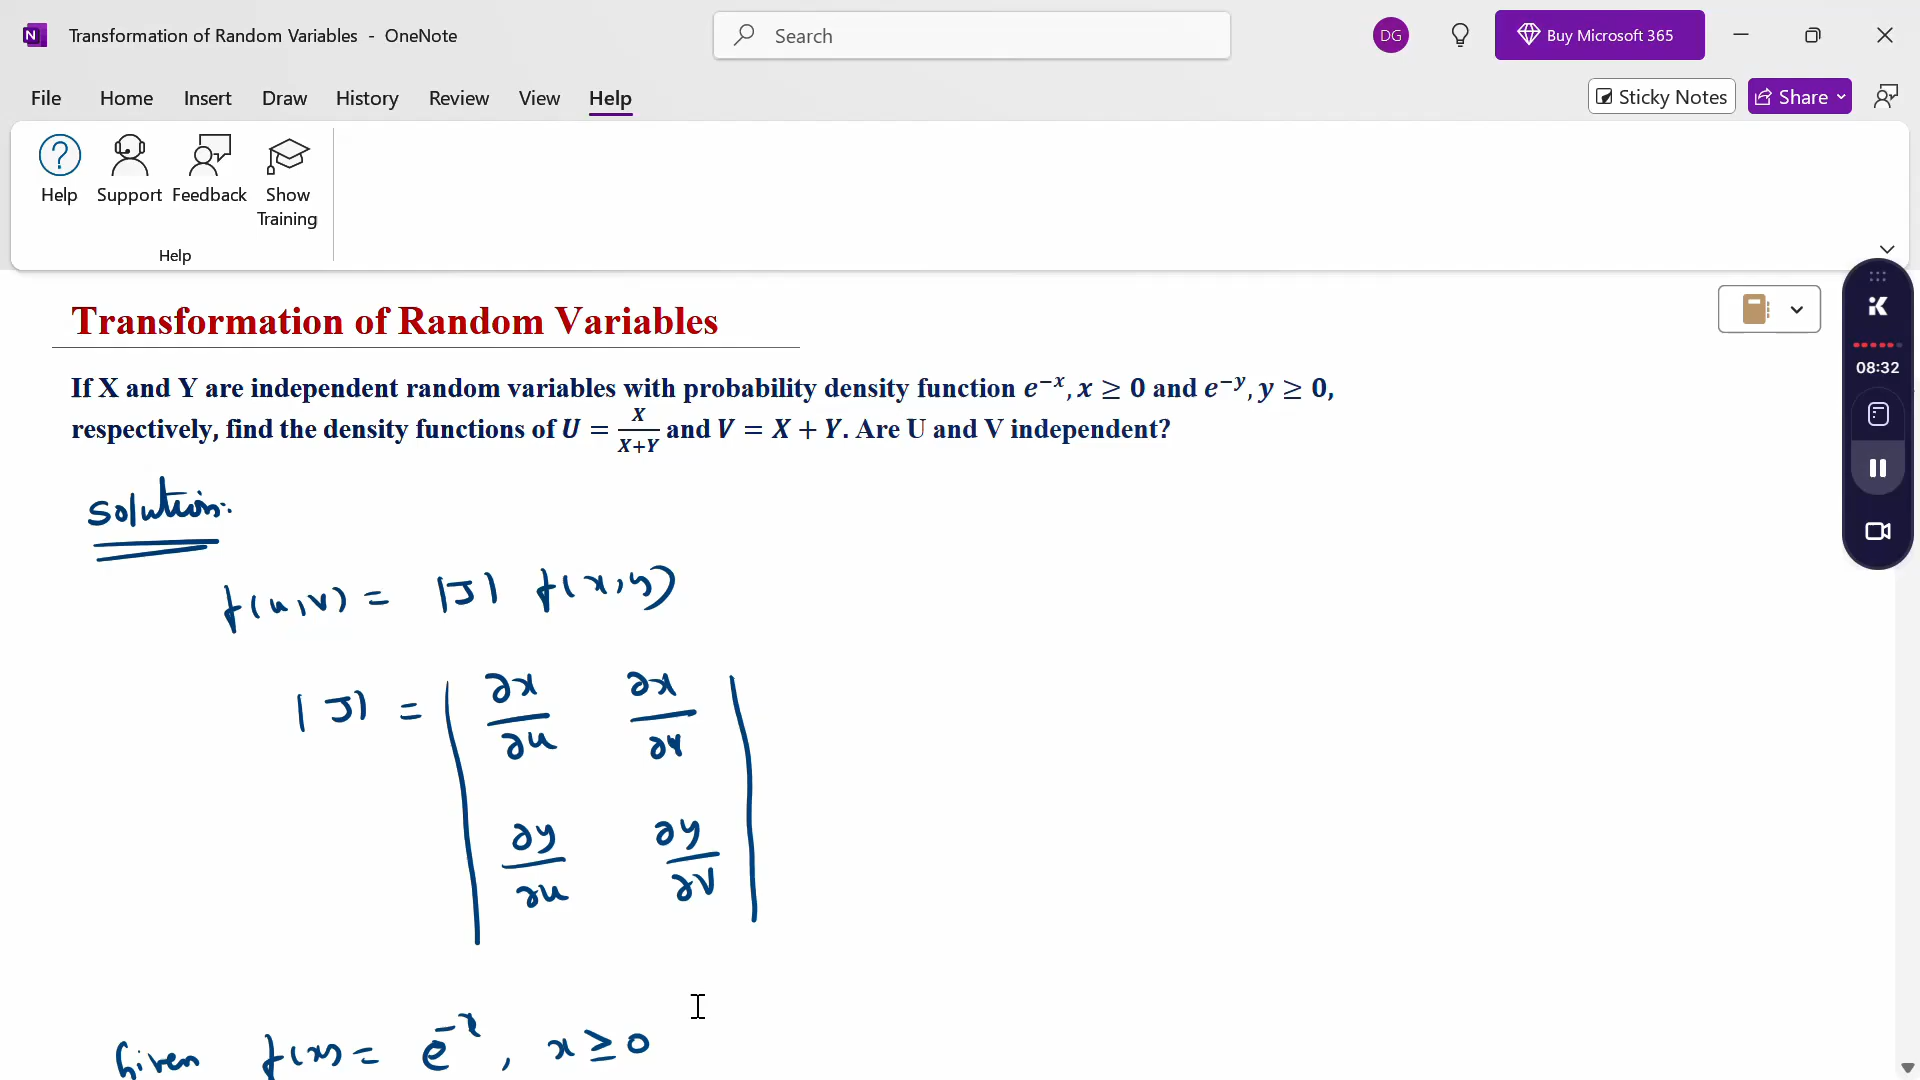 Transformation of Random Variables - OneNote
Search
DG
Buy Microsoft 365
File Home Insert Draw History Review View Help
Sticky Notes
Share
Help
Support
Feedback
Show
Training
Help
08:32
Transformation of Random Variables
If X and Y are independent random variables with probability density function e^{-x}, x ≥ 0 and e^{-y}, y ≥ 0,
respectively, find the density functions of U = X/(X+Y) and V = X + Y. Are U and V independent?
Solution:
f(u,v) = |J| f(x,y)
|J| = | ∂x/∂u ∂x/∂v |
| ∂y/∂u ∂y/∂v |
Given f(x) = e^{-x}, x ≥ 0